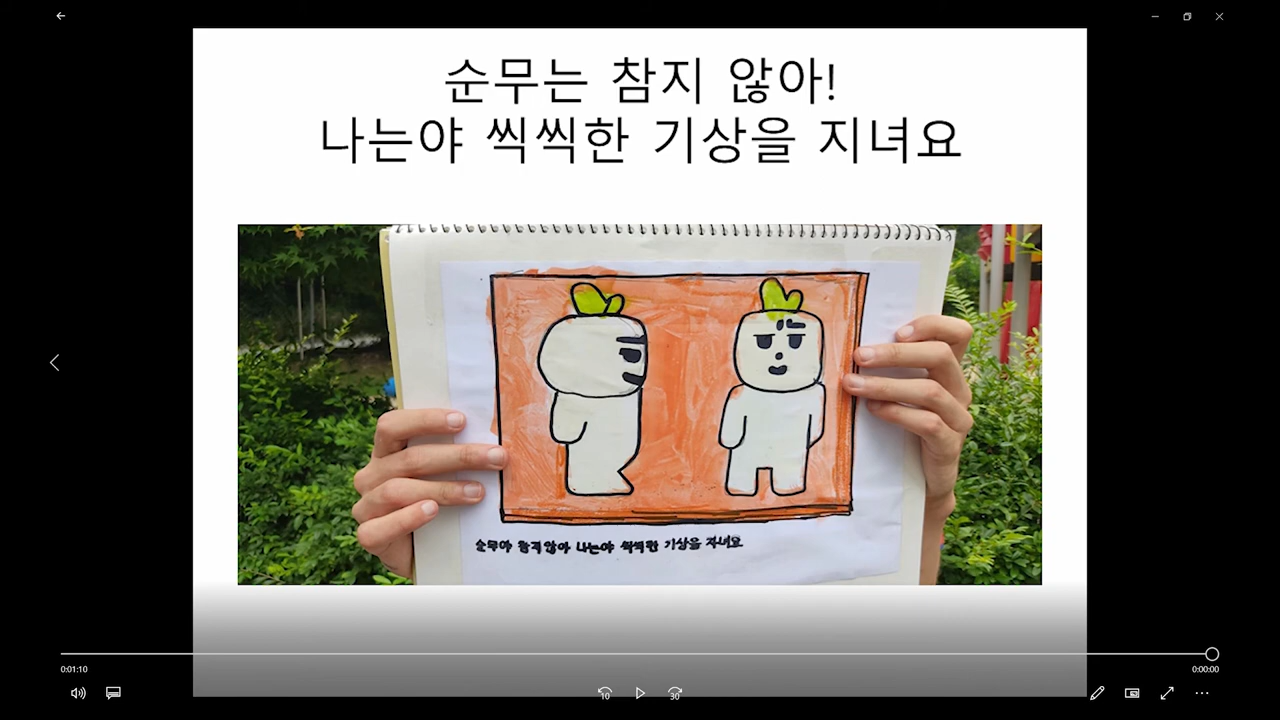 순무는 참지 않아!
나는야 씩씩한 기상을 지녀요
순무야 참지않아 나는야 씩씩한 기상을 지녀요
0:01:10
0:00:00
10
30